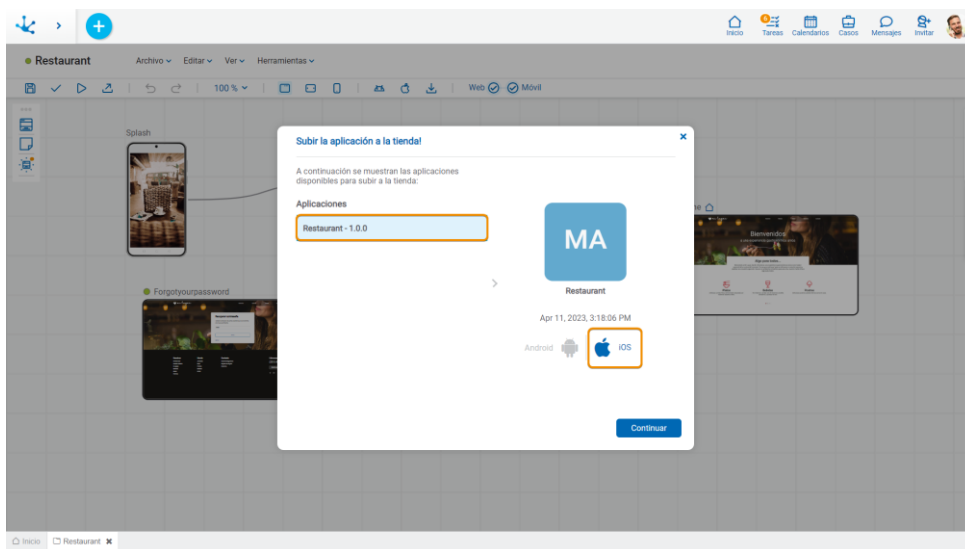 6
Inicio Tareas Calendarios Casos Mensajes Invitar
Restaurant Archivo Editar Ver Herramientas
100 % Web Móvil
Splash
Subir la aplicación a la tienda!
A continuación se muestran las aplicaciones
disponibles para subir a la tienda:
Aplicaciones
Restaurant - 1.0.0
MA
Restaurant
Apr 11, 2023, 3:18:06 PM
Android iOS
Continuar
Forgotyourpassword
Bienvenidos
Inicio Restaurant